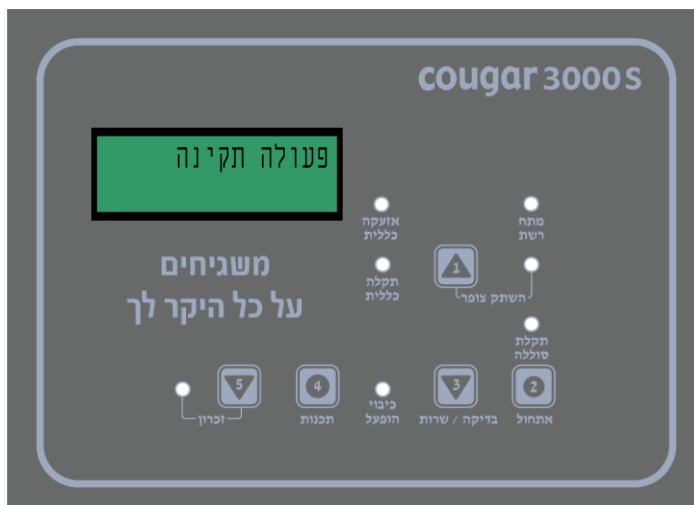 cougar 3000S
פעולה תקינה
אזעקה
כללית
מתח
רשת
משגיחים
על כל היקר לך
תקלה
כללית
1
השתק צופר
תקלת
סוללה
5
4
3
2
זכרון
תכנות
כיבוי
הופעל
בדיקה / שרות
אתחול